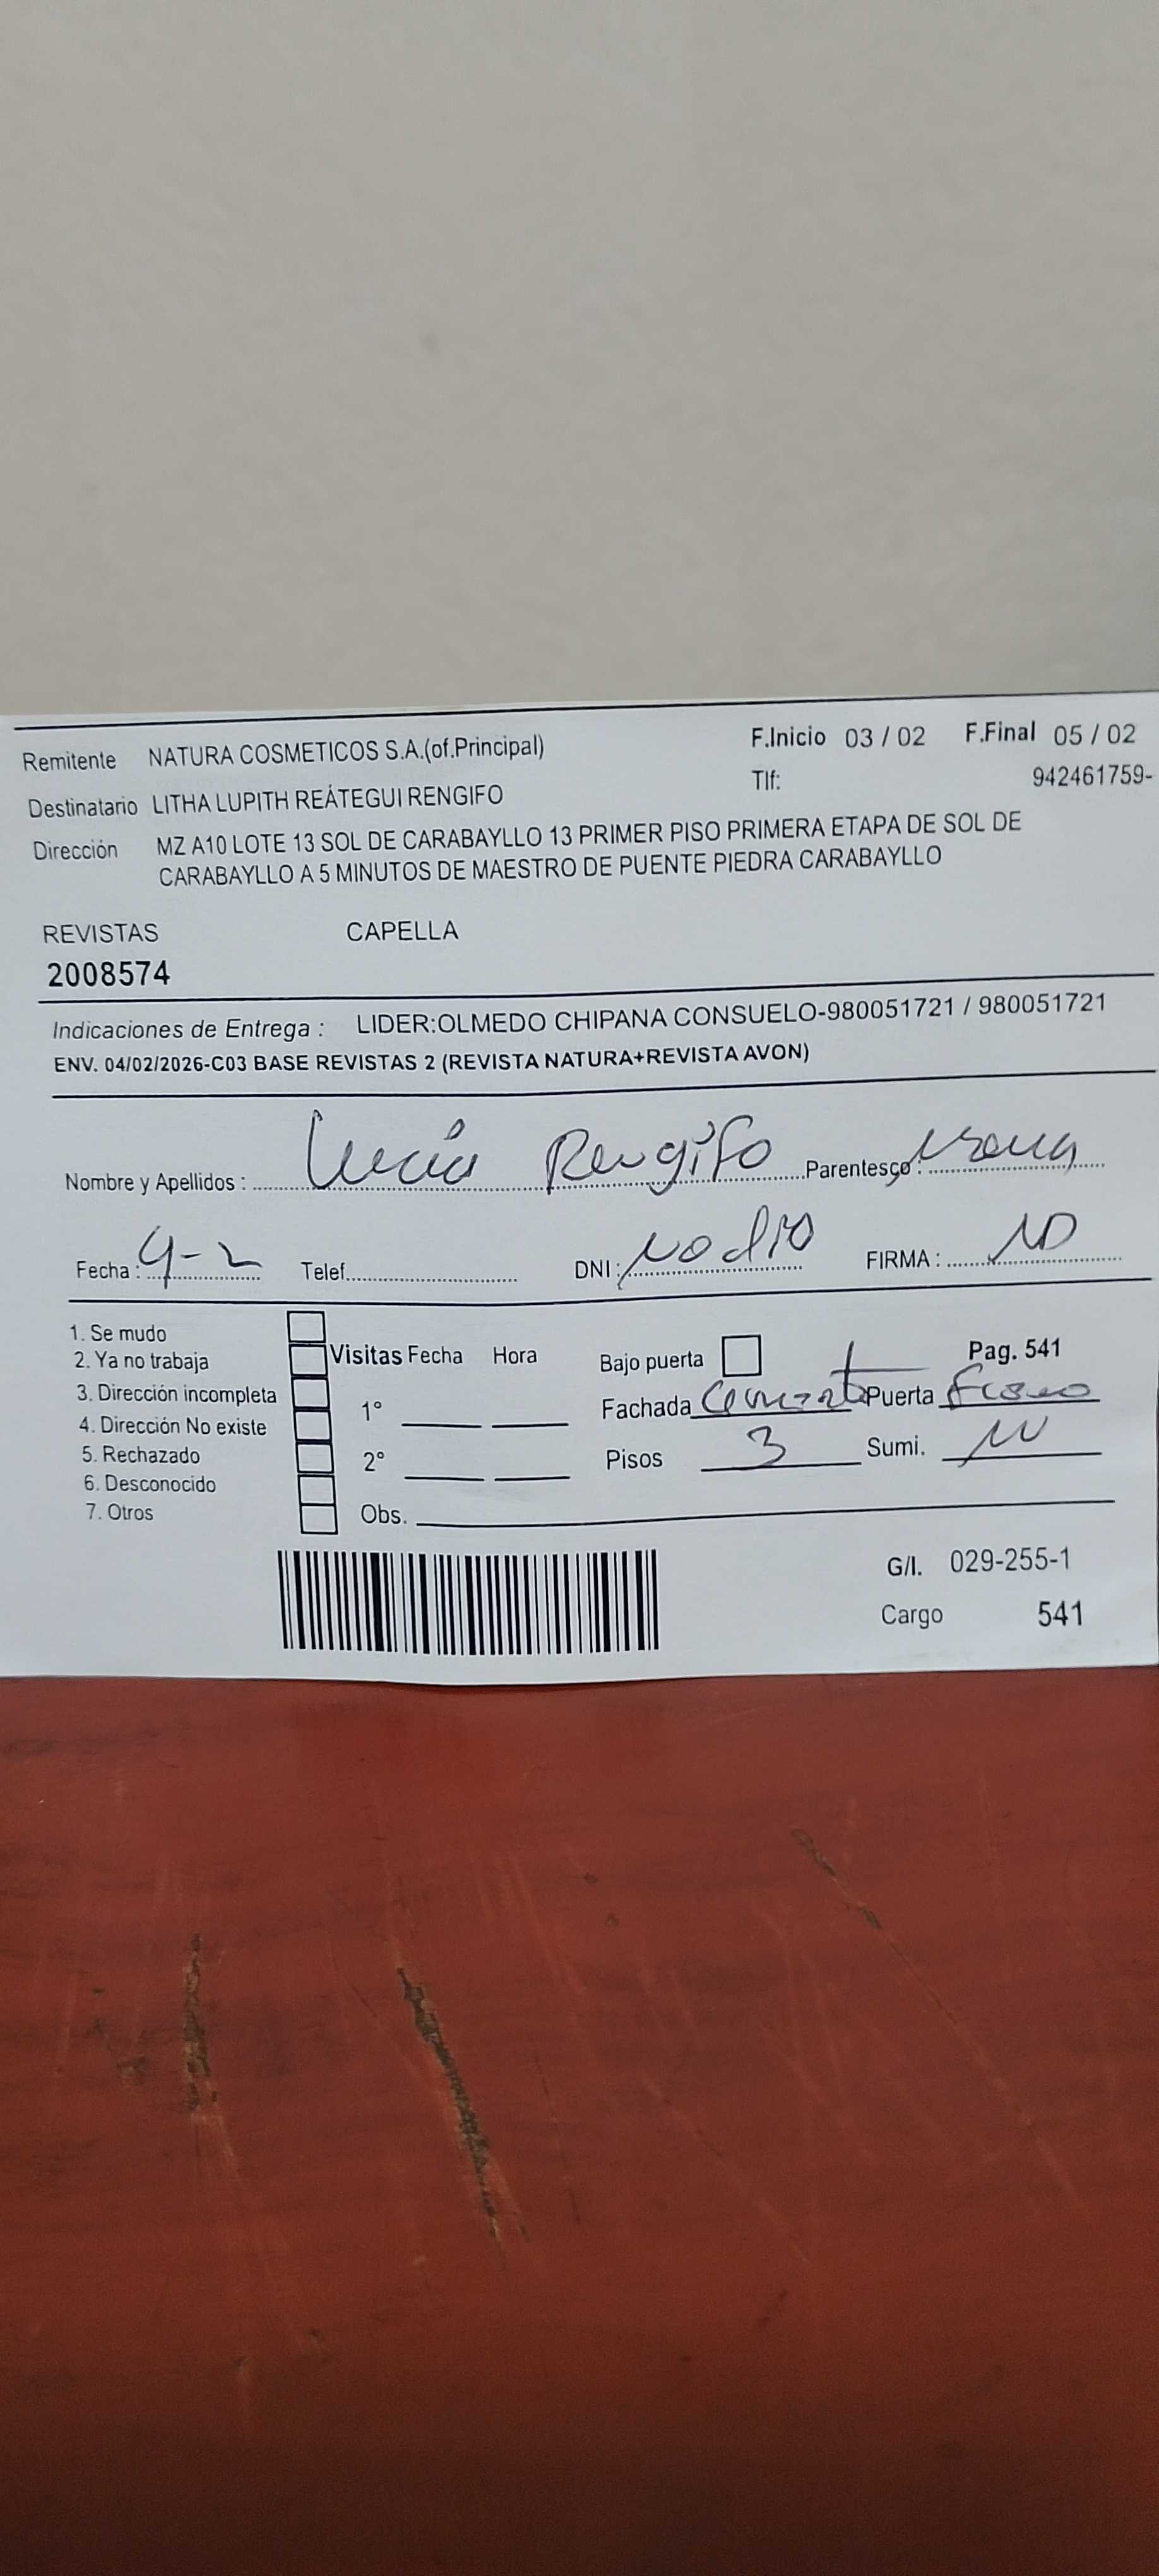 Remitente NATURA COSMETICOS S.A.(of.Principal) F.Inicio 03 / 02 F.Final 05 / 02
Destinatario LITHA LUPITH REÁTEGUI RENGIFO Tlf: 942461759-
Dirección MZ A10 LOTE 13 SOL DE CARABAYLLO 13 PRIMER PISO PRIMERA ETAPA DE SOL DE
CARABAYLLO A 5 MINUTOS DE MAESTRO DE PUENTE PIEDRA CARABAYLLO
REVISTAS CAPELLA
2008574
Indicaciones de Entrega : LIDER:OLMEDO CHIPANA CONSUELO-980051721 / 980051721
ENV. 04/02/2026-C03 BASE REVISTAS 2 (REVISTA NATURA+REVISTA AVON)
Nombre y Apellidos : Lucía Rengifo Parentesco :
Fecha : 4-2 Telef. DNI : No dio FIRMA :
1. Se mudo
2. Ya no trabaja Visitas Fecha Hora Bajo puerta Pag. 541
3. Dirección incompleta 1° Fachada Cemento Puerta Fierro
4. Dirección No existe
5. Rechazado 2° Pisos 3 Sumi.
6. Desconocido
7. Otros Obs.
G/l. 029-255-1
Cargo 541